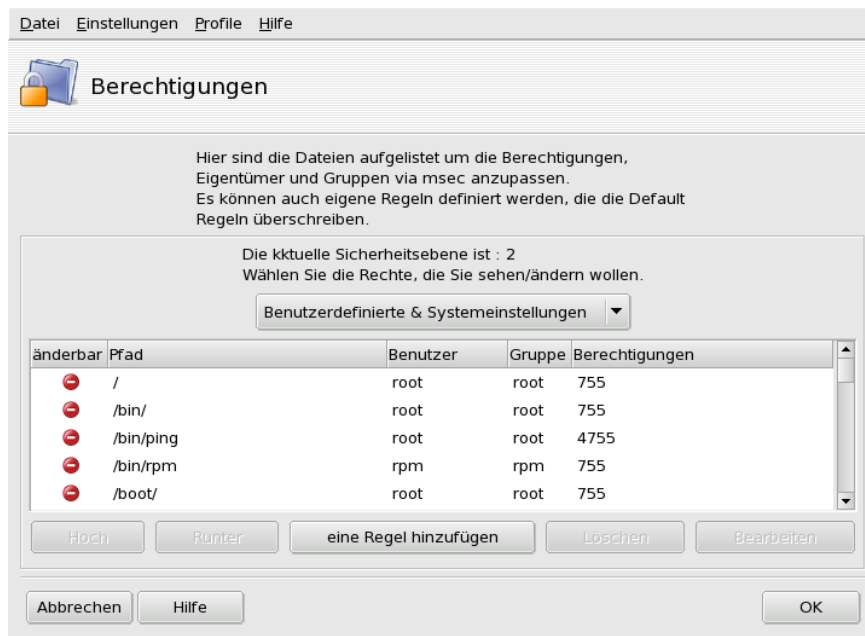 Datei Einstellungen Profile Hilfe
Berechtigungen
Hier sind die Dateien aufgelistet um die Berechtigungen,
Eigentümer und Gruppen via msec anzupassen.
Es können auch eigene Regeln definiert werden, die die Default
Regeln überschreiben.
Die kktuelle Sicherheitsebene ist : 2
Wählen Sie die Rechte, die Sie sehen/ändern wollen.
Benutzerdefinierte & Systemeinstellungen
änderbar Pfad Benutzer Gruppe Berechtigungen
/ root root 755
/bin/ root root 755
/bin/ping root root 4755
/bin/rpm rpm rpm 755
/boot/ root root 755
Hoch Runter eine Regel hinzufügen Löschen Bearbeiten
Abbrechen Hilfe OK